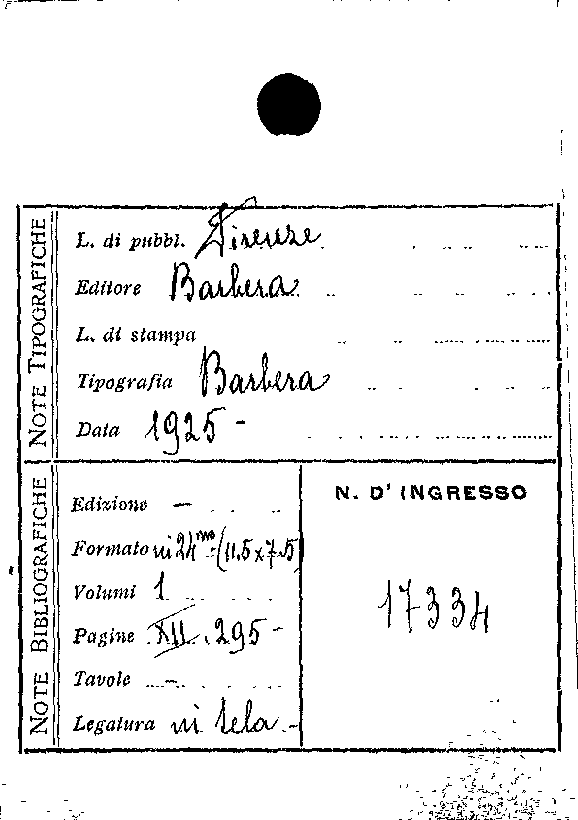 NOTE TIPOGRAFICHE
L. di pubbl. Firenze
Editore Barbera
L. di stampa
Tipografia Barbera
Data 1925 -
NOTE BIBLIOGRAFICHE
Edizione —
Formato in 24mo (11.5 x 7.5)
Volumi 1
Pagine XII. 295 -
Tavole —
Legatura in tela -
N. D' INGRESSO
17334